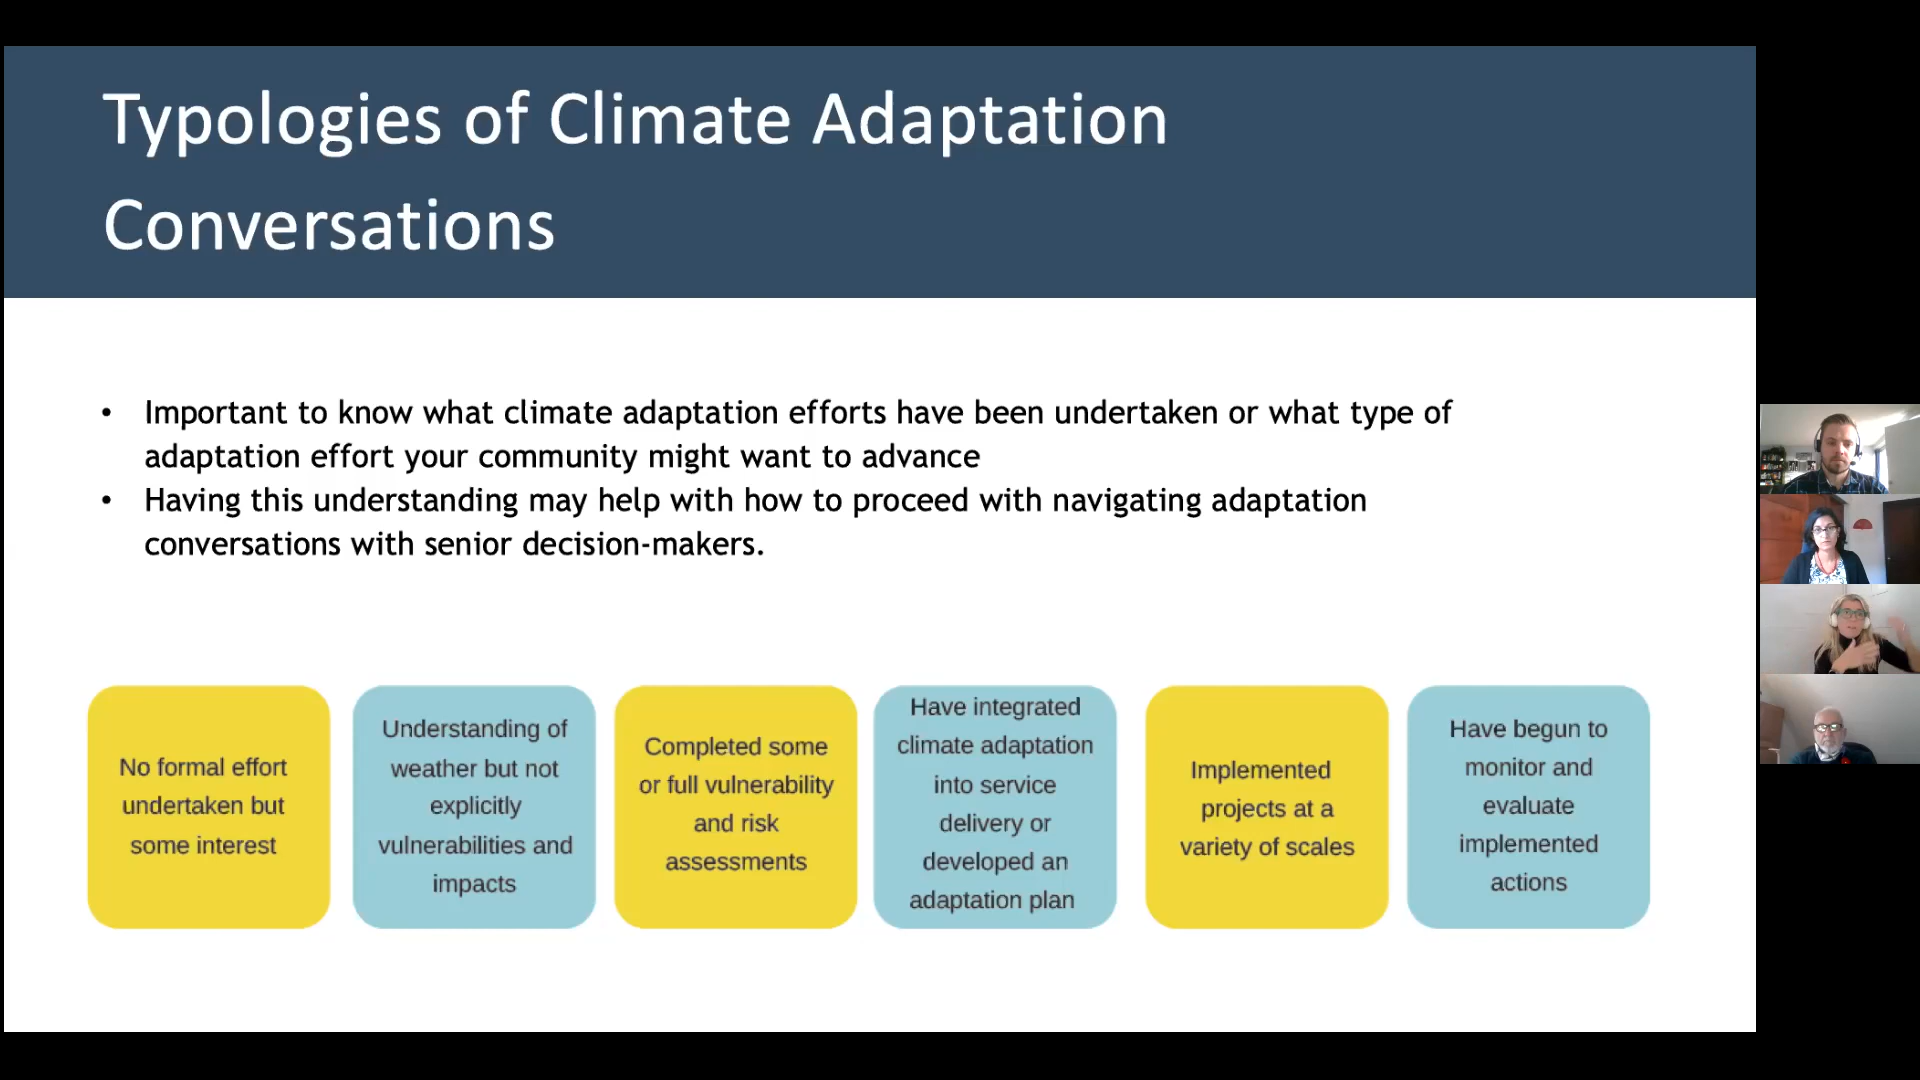 Typologies of Climate Adaptation
Conversations
• Important to know what climate adaptation efforts have been undertaken or what type of
adaptation effort your community might want to advance
• Having this understanding may help with how to proceed with navigating adaptation
conversations with senior decision-makers.
No formal effort
undertaken but
some interest
Understanding of
weather but not
explicitly
vulnerabilities and
impacts
Completed some
or full vulnerability
and risk
assessments
Have integrated
climate adaptation
into service
delivery or
developed an
adaptation plan
Implemented
projects at a
variety of scales
Have begun to
monitor and
evaluate
implemented
actions